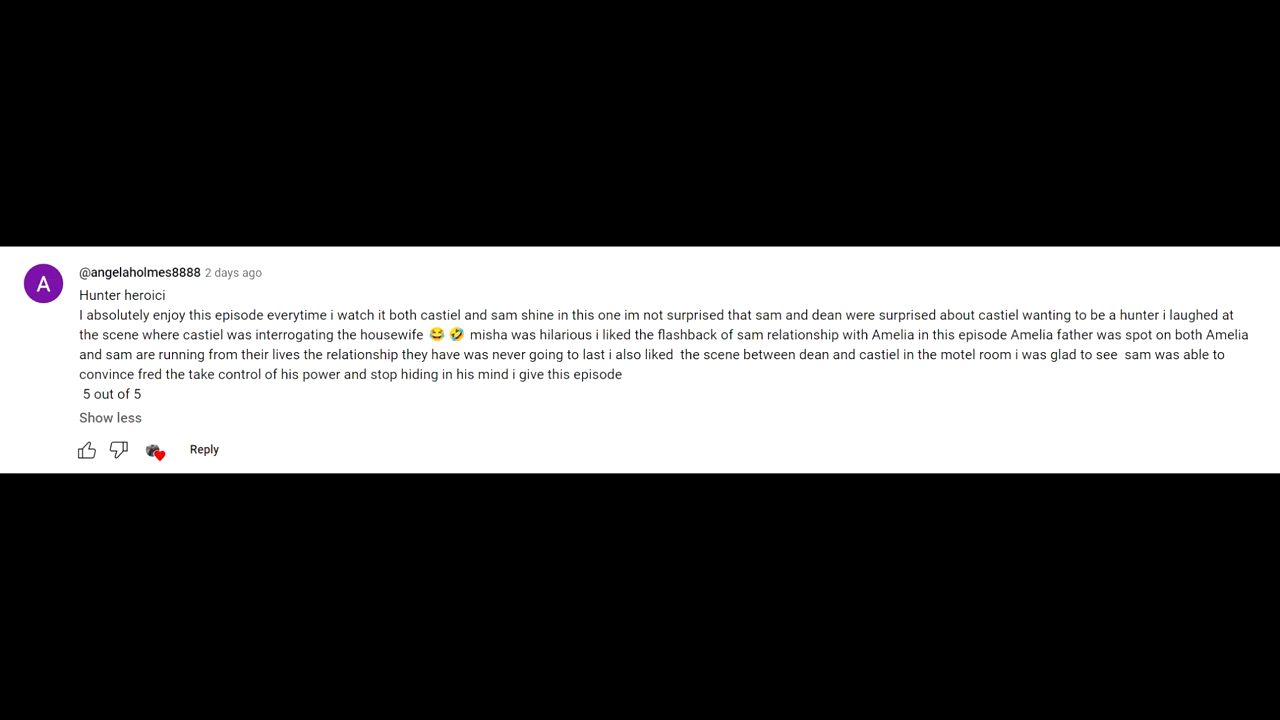 A
@angelaholmes8888 2 days ago
Hunter heroici
I absolutely enjoy this episode everytime i watch it both castiel and sam shine in this one im not surprised that sam and dean were surprised about castiel wanting to be a hunter i laughed at
the scene where castiel was interrogating the housewife 😂 🤣 misha was hilarious i liked the flashback of sam relationship with Amelia in this episode Amelia father was spot on both Amelia
and sam are running from their lives the relationship they have was never going to last i also liked  the scene between dean and castiel in the motel room i was glad to see  sam was able to
convince fred the take control of his power and stop hiding in his mind i give this episode
5 out of 5
Show less
Reply